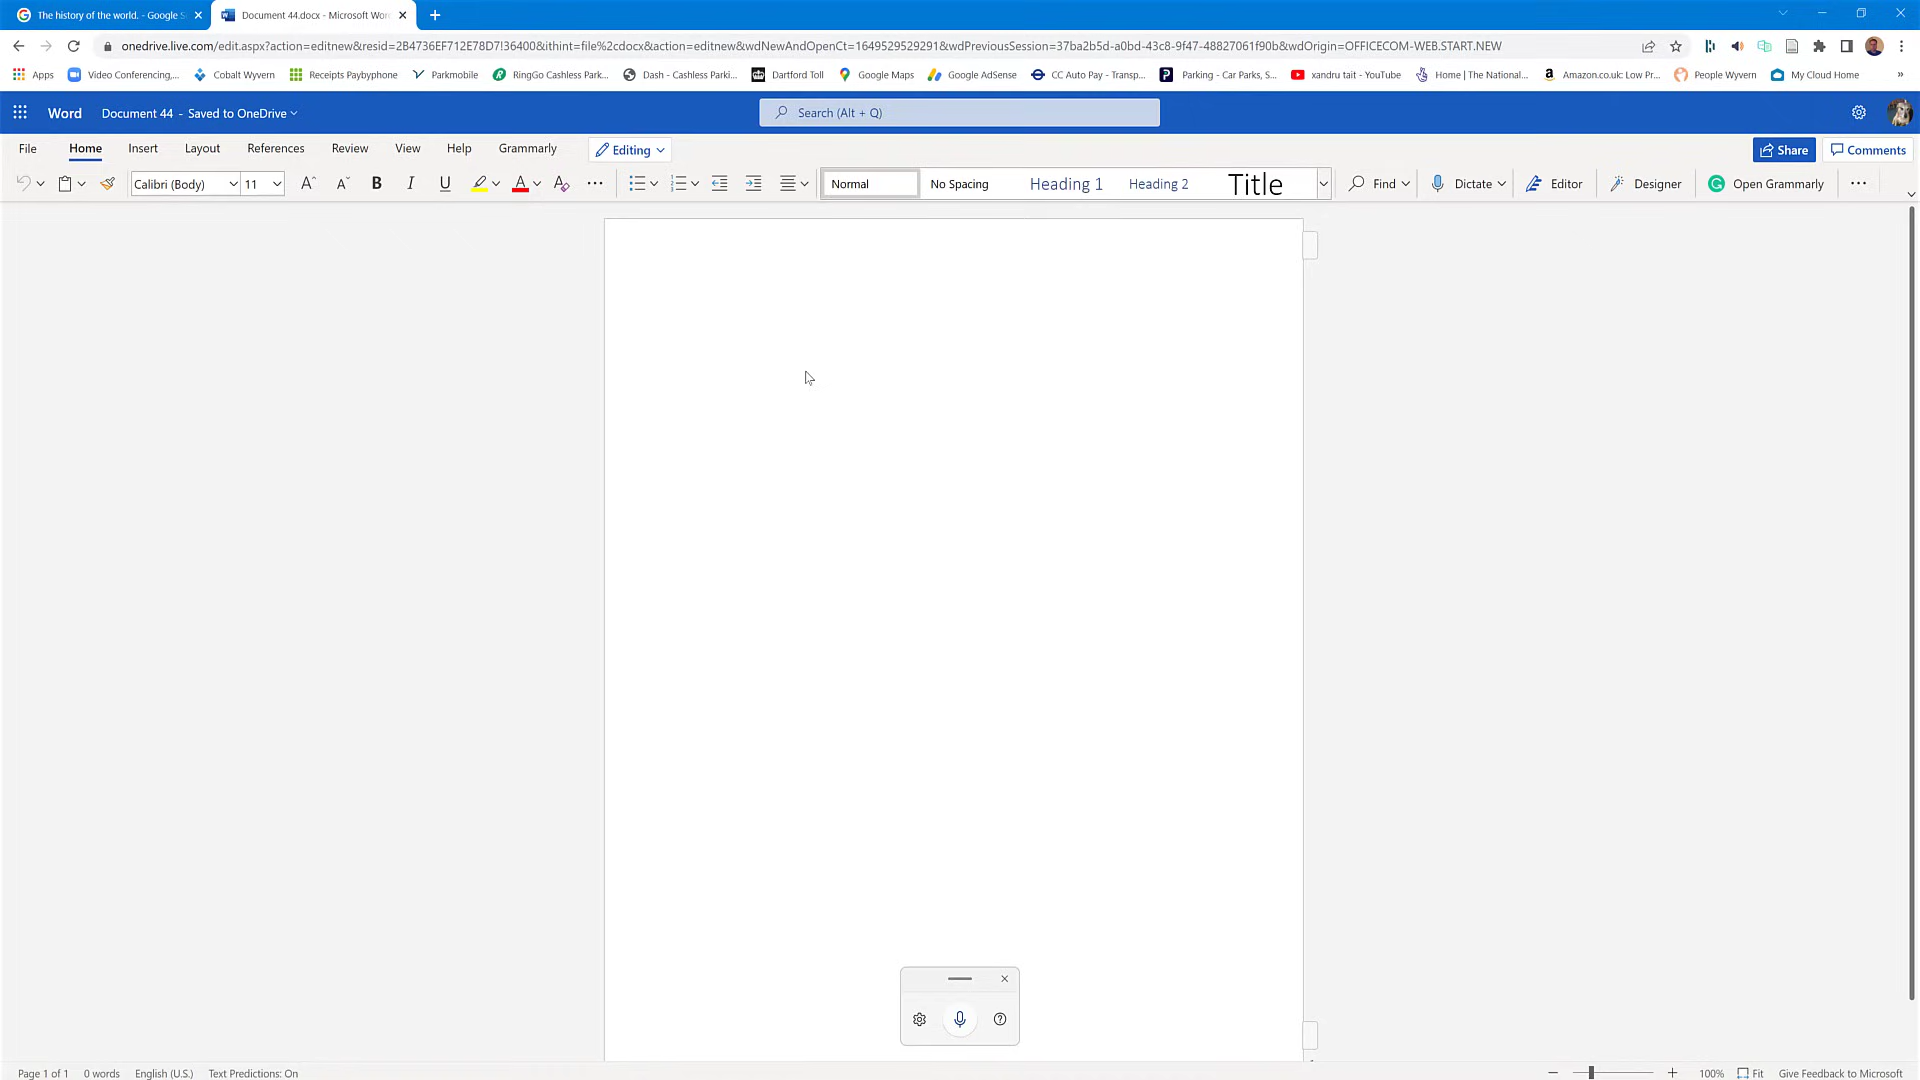 The history of the world. - Google S
Document 44.docx - Microsoft Wor
onedrive.live.com/edit.aspx?action=editnew&resid=2B4736EF712E78D7!36400&ithint=file%2cdocx&action=editnew&wdNewAndOpenCt=1649529529291&wdPreviousSession=37ba2b5d-a0bd-43c8-9f47-48827061f90b&wdOrigin=OFFICECOM-WEB.START.NEW
Apps Video Conferencing,... Cobalt Wyvern Receipts Paybyphone Parkmobile RingGo Cashless Park... Dash - Cashless Parki... Dartford Toll Google Maps Google AdSense CC Auto Pay - Transp... Parking - Car Parks, S... xandru tait - YouTube Home | The National... Amazon.co.uk: Low Pr... People Wyvern My Cloud Home »
Word Document 44 - Saved to OneDrive Search (Alt + Q)
File Home Insert Layout References Review View Help Grammarly Editing Share Comments
Calibri (Body) 11 A A B I U A A Normal No Spacing Heading 1 Heading 2 Title Find Dictate Editor Designer Open Grammarly
Page 1 of 1 0 words English (U.S.) Text Predictions: On 100% Fit Give Feedback to Microsoft